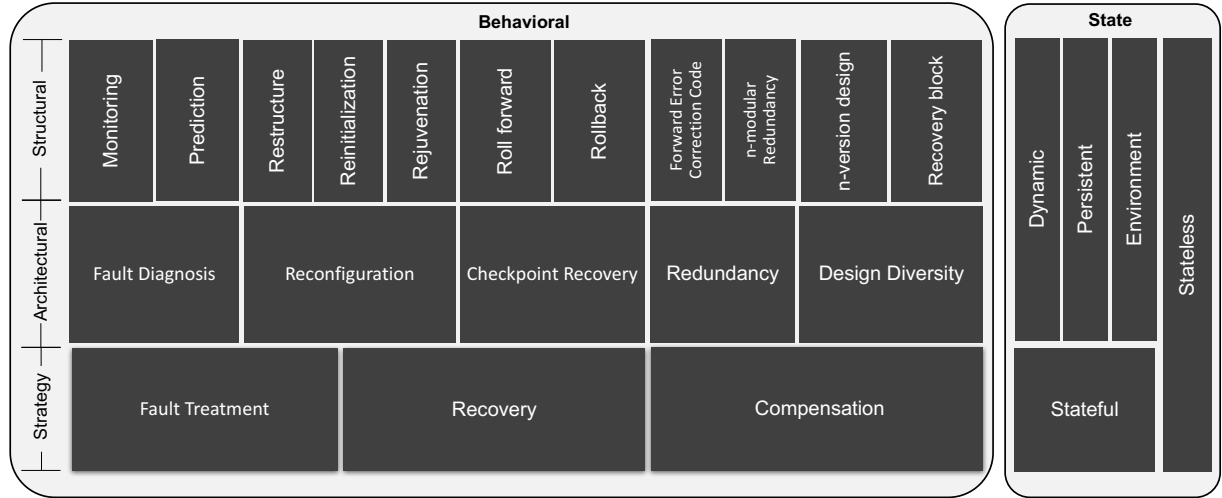 Behavioral
State
Structural
Monitoring
Prediction
Restructure
Reinitialization
Rejuvenation
Roll forward
Rollback
Forward Error
Correction Code
n-modular
Redundancy
n-version design
Recovery block
Dynamic
Persistent
Environment
Stateless
Architectural
Fault Diagnosis
Reconfiguration
Checkpoint Recovery
Redundancy
Design Diversity
Strategy
Fault Treatment
Recovery
Compensation
Stateful